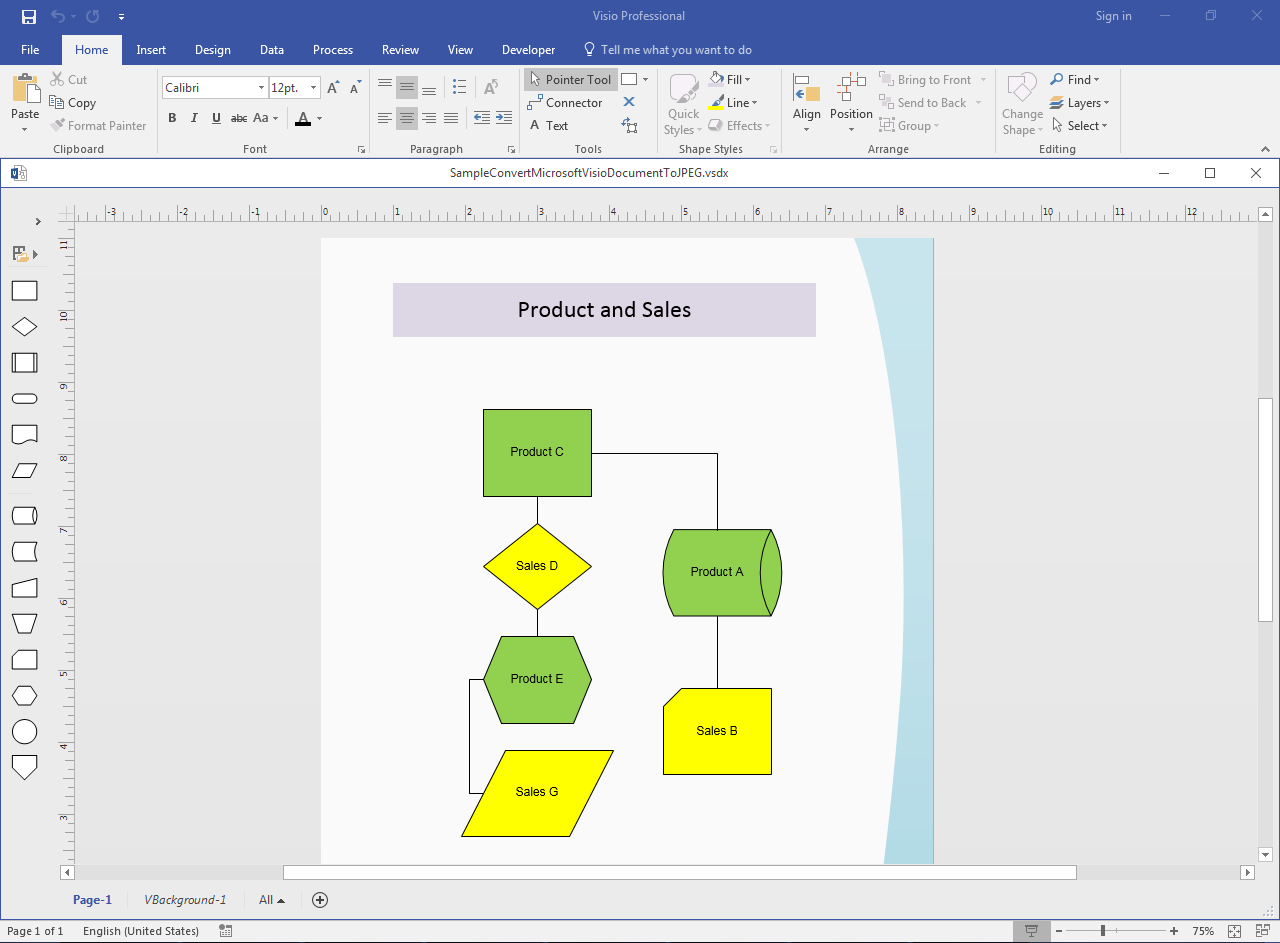 Visio Professional
Sign in
File Home Insert Design Data Process Review View Developer Tell me what you want to do
Paste
Cut
Copy
Format Painter
Clipboard
Calibri 12pt. A A
B I U abc Aa A
Font
A
Paragraph
Pointer Tool
Connector
A Text
Tools
Quick Styles
Fill
Line
Effects
Shape Styles
Align
Position
Bring to Front
Send to Back
Group
Arrange
Change Shape
Find
Layers
Select
Editing
SampleConvertMicrosoftVisioDocumentToJPEG.vsdx
-3 -2 -1 0 1 2 3 4 5 6 7 8 9 10 11 12
11
10
9
8
7
6
5
4
3
Product and Sales
Product C
Sales D
Product A
Product E
Sales B
Sales G
Page-1 VBackground-1 All
Page 1 of 1 English (United States) 75%